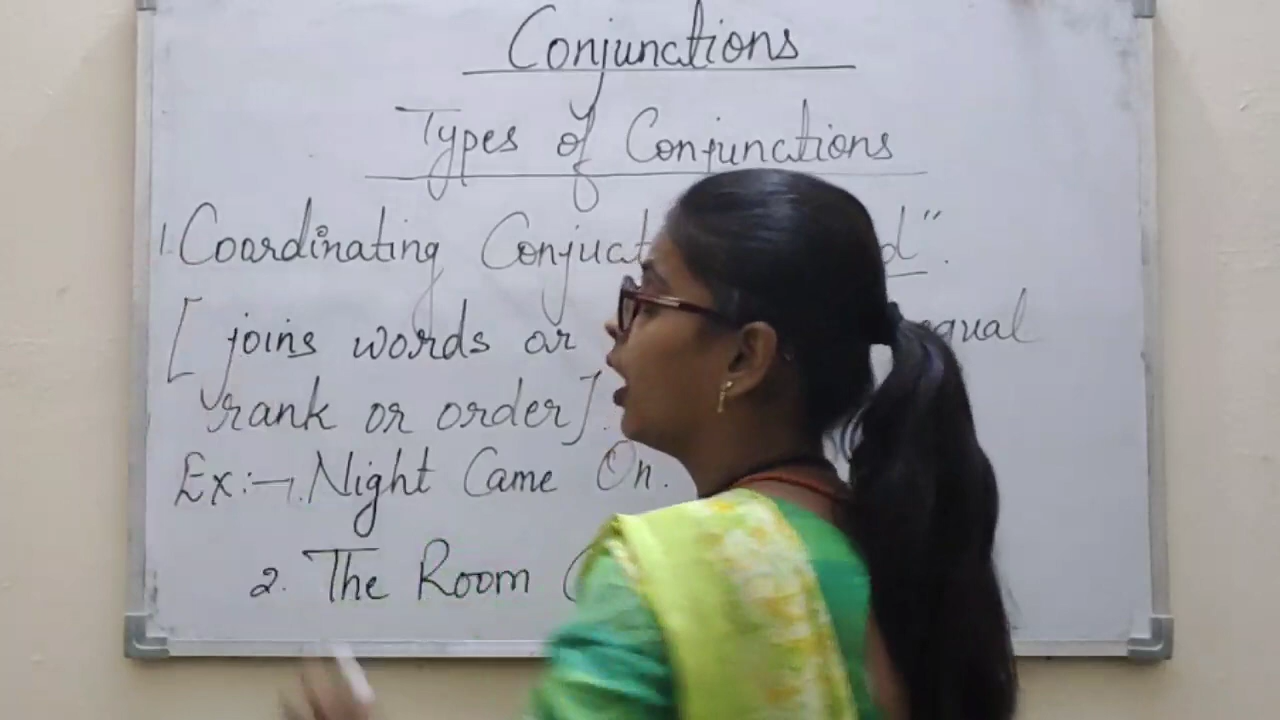 Conjunctions
Types of Conjunctions
1. Coordinating
[ joins words or equal
rank or order].
Ex:- 1. Night Came On.
2. The Room